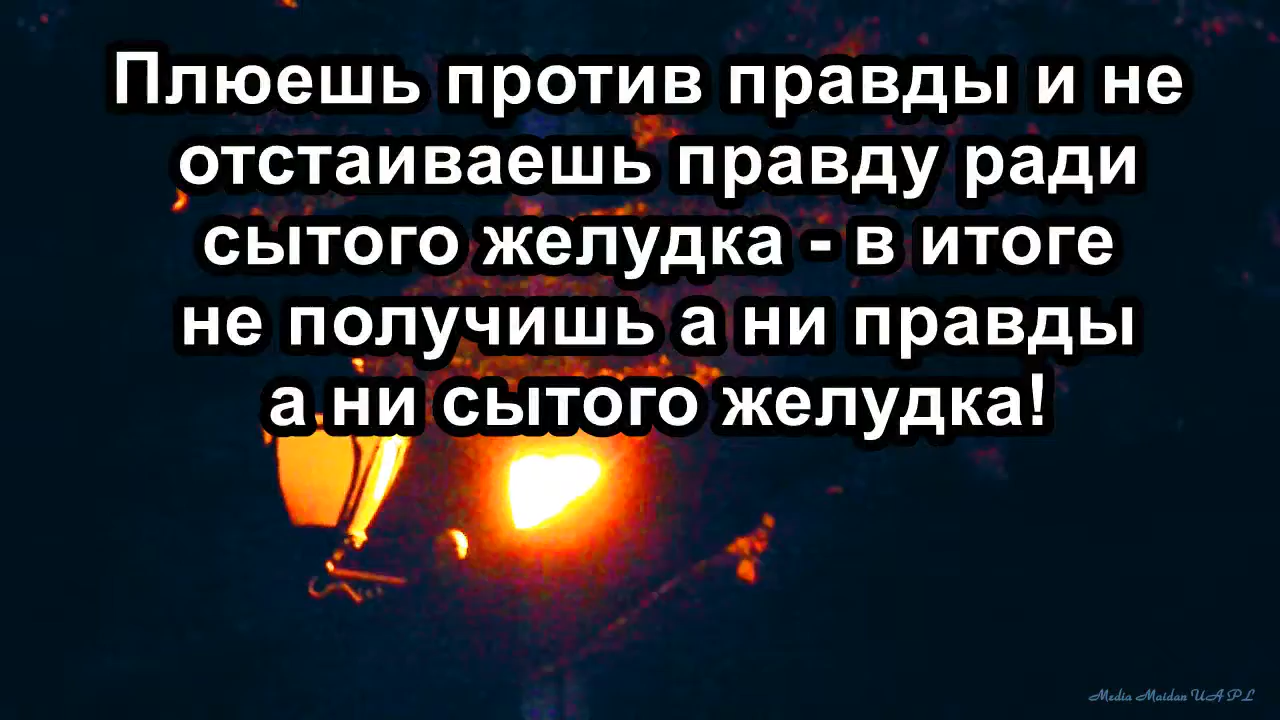 Плюешь против правды и не
отстаиваешь правду ради
сытого желудка - в итоге
не получишь а ни правды
а ни сытого желудка!
Media Maidan UA PL